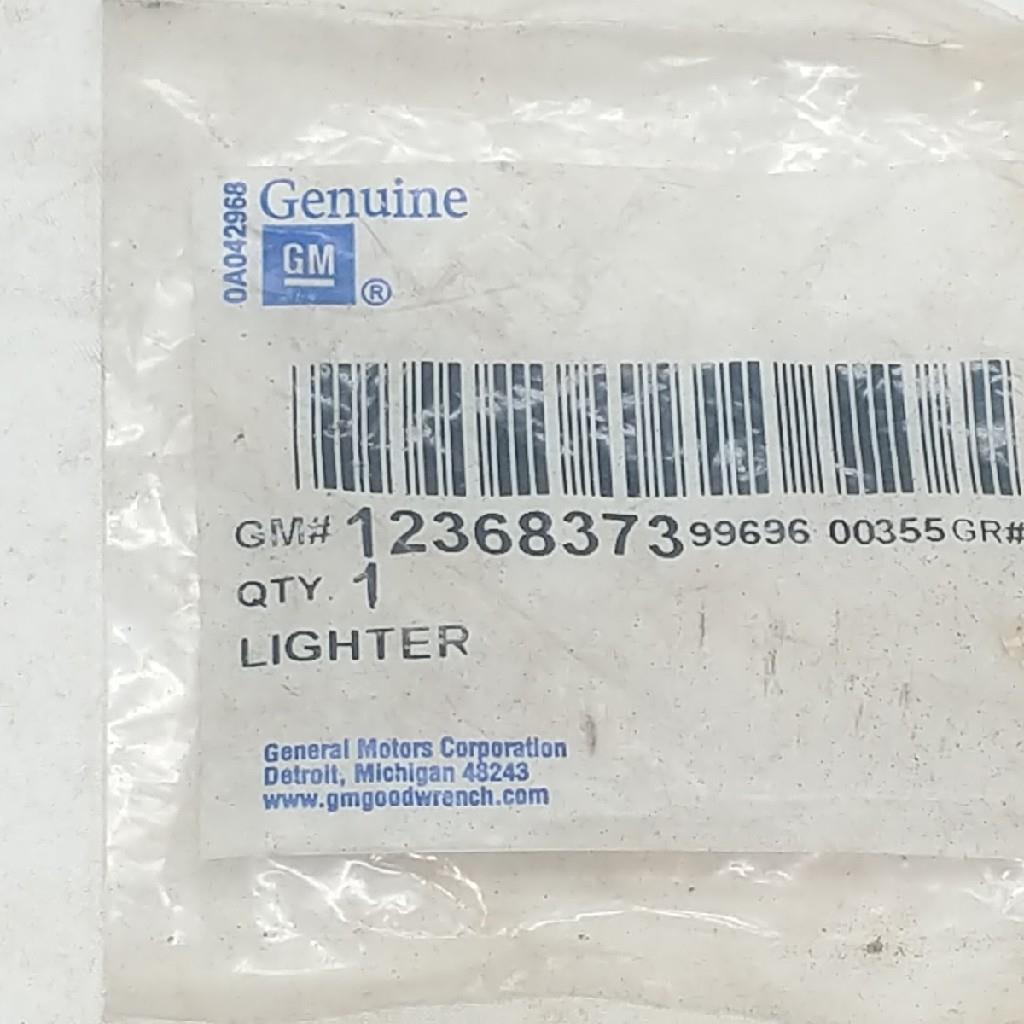 0A042968
Genuine
GM
®
GM# 12368373 99696 00355 GR#
QTY. 1
LIGHTER
General Motors Corporation
Detroit, Michigan 48243
www.gmgoodwrench.com